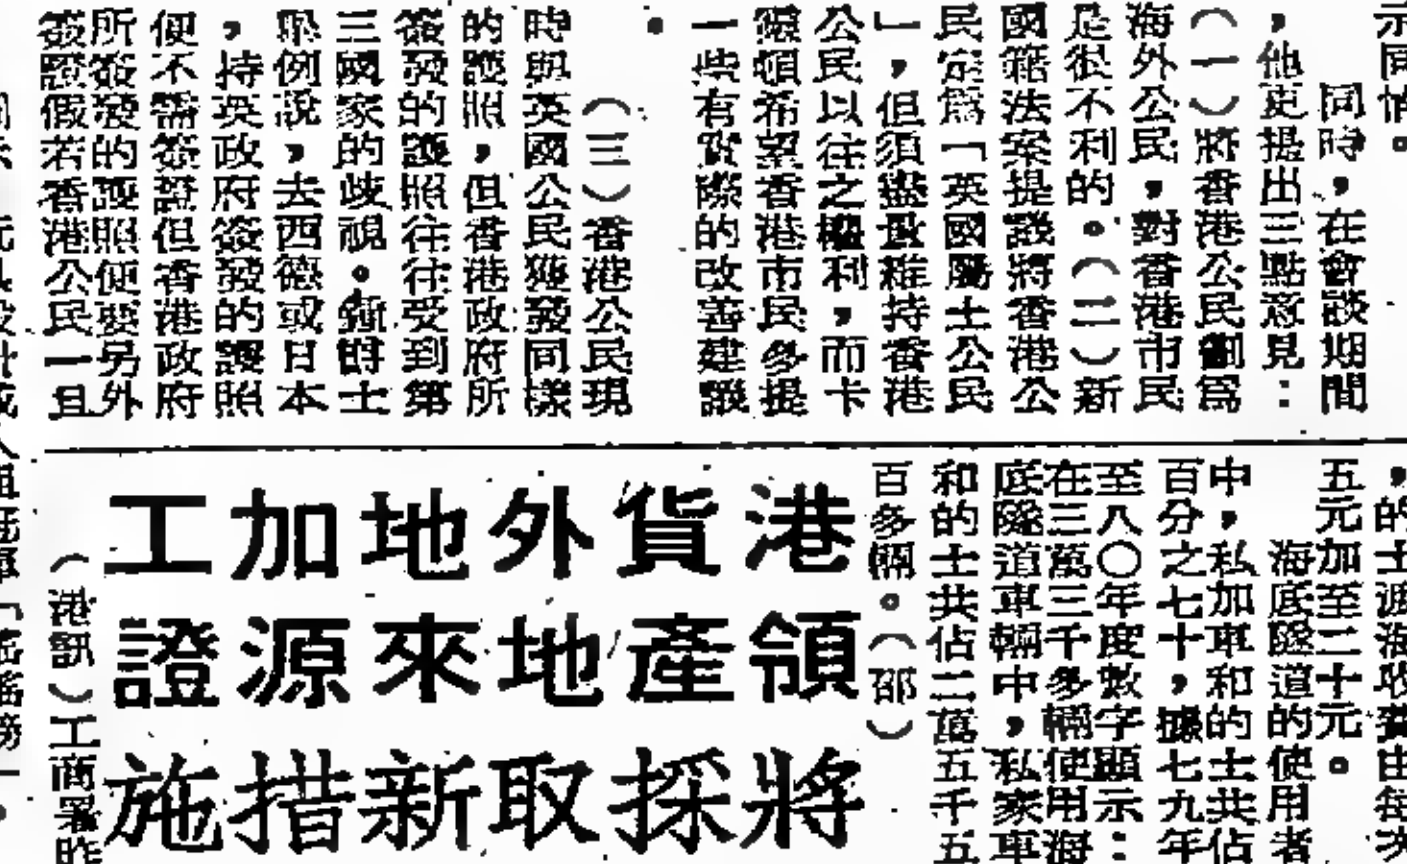 示同情。
同時，在會談期間
，他更提出三點意見：
（一）將香港公民劃爲
海外公民，對香港市民
是很不利的。（二）新
國籍法案提議將香港公
民定爲「英國屬土公民
」，但須盡量維持香港
公民以往之權利，而卡
頓希望香港市民多提
一些有實際的改善建議
。
（三）香港公民現
時與英國公民獲發同樣
的護照，但香港政府所
簽發的護照往往受到第
三國家的歧視。鍾爵士
舉例說，去西德或日本
，持英政府簽發的護照
便不需簽證但香港政府
所簽發的護照便要另外
簽證假若香港公民一旦
，的士渡海收費由每次
五元加至二十元。
海底隧道的使用者
中，私加車和的士共佔
百分之七十，據七九年
至八〇年度數字顯示：
在三萬三千多輛使用海
底隧道車輛中，私家車
和的士共佔二萬五千五
百多輛。（邵）
港貨外地加工
領產地來源證
將採取新措施
（港訊）工商署昨